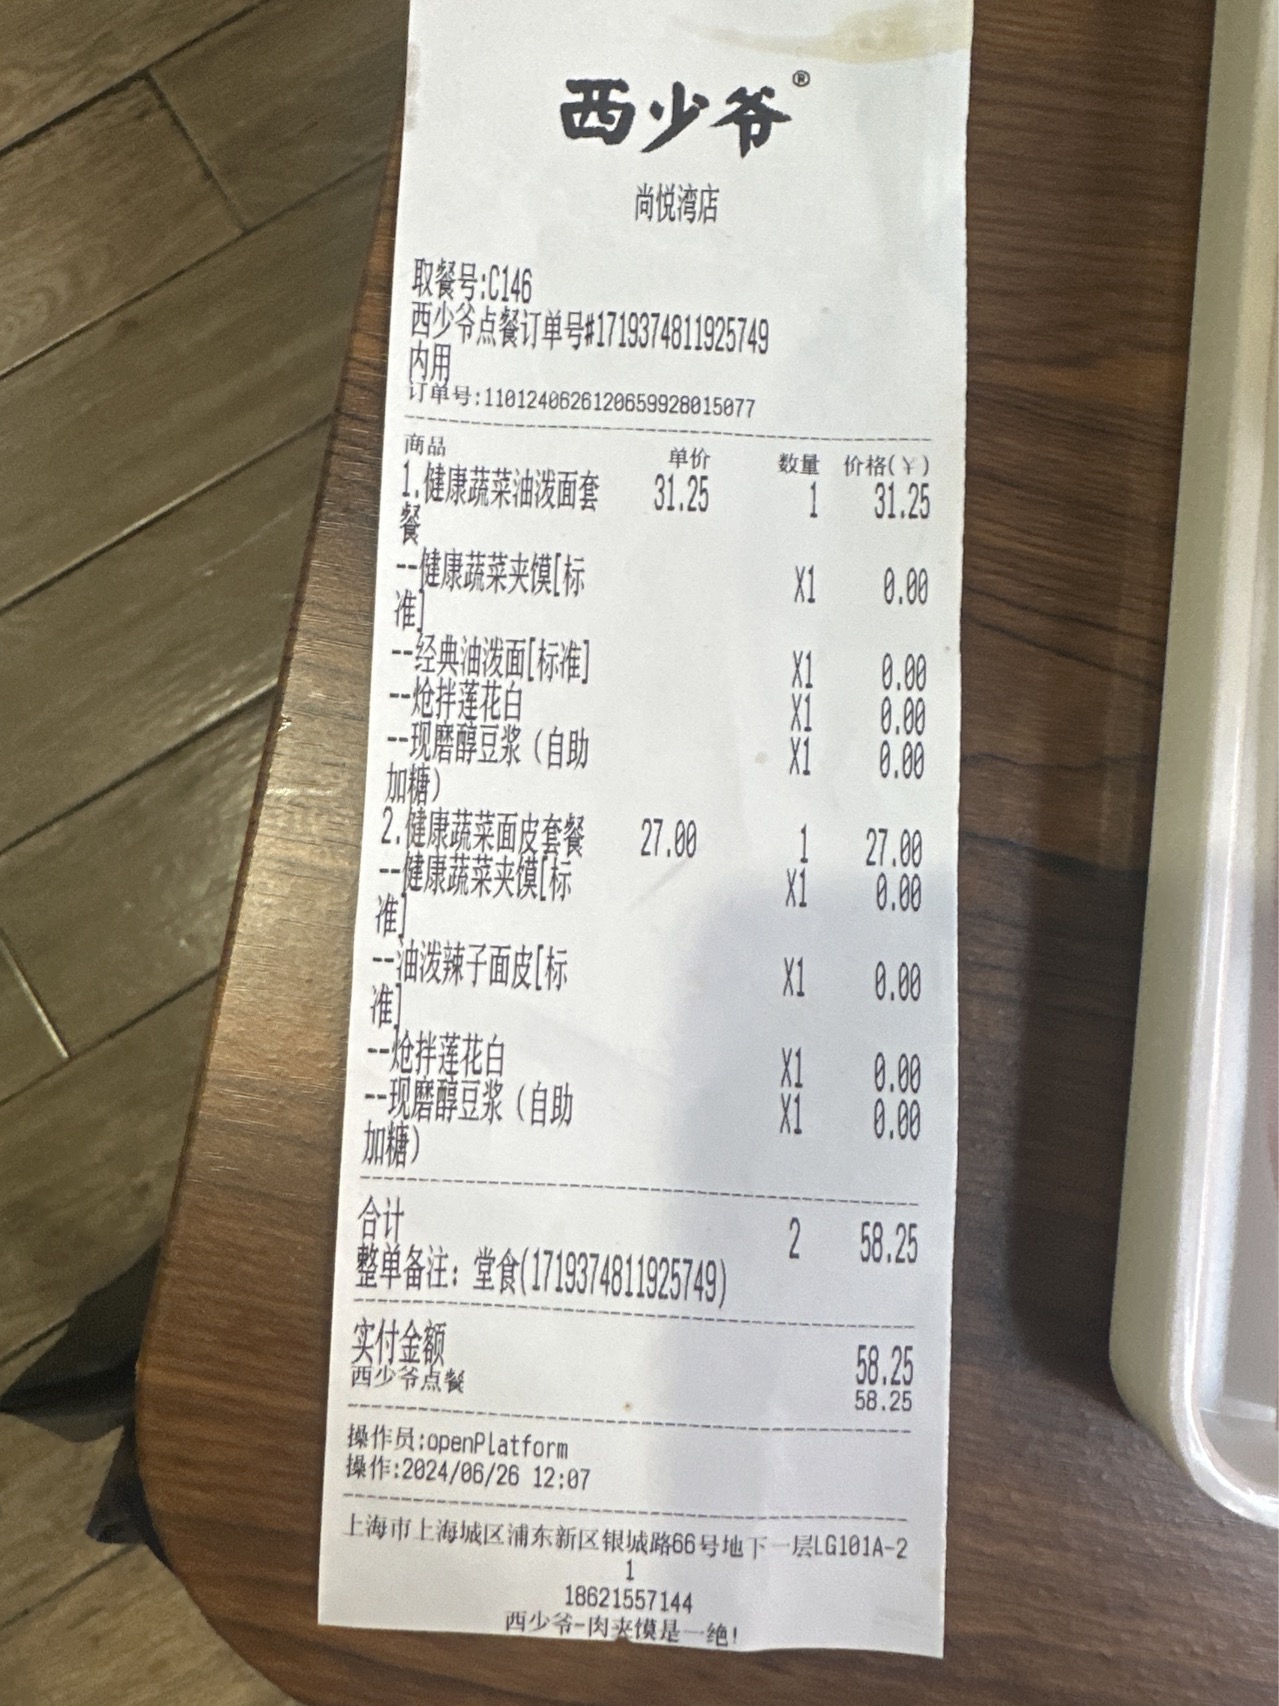 西少爷®
尚悦湾店
取餐号:C146
西少爷点餐订单号#1719374811925749
内用
订单号:110124062612065992801507​7
商品 单价 数量 价格(￥)
1.健康蔬菜油泼面套 31.25 1 31.25
餐
--健康蔬菜夹馍[标 X1 0.00
准]
--经典油泼面[标准] X1 0.00
--炝拌莲花白 X1 0.00
--现磨醇豆浆（自助 X1 0.00
加糖）
2.健康蔬菜面皮套餐 27.00 1 27.00
--健康蔬菜夹馍[标 X1 0.00
准]
--油泼辣子面皮[标 X1 0.00
准]
--炝拌莲花白 X1 0.00
--现磨醇豆浆（自助 X1 0.00
加糖）
合计 2 58.25
整单备注：堂食(1719374811925749)
实付金额 58.25
西少爷点餐 58.25
操作员:openPlatform
操作:2024/06/26 12:07
上海市上海城区浦东新区银城路66号地下一层LG101A-2
1
18621557144
西少爷-肉夹馍是一绝!